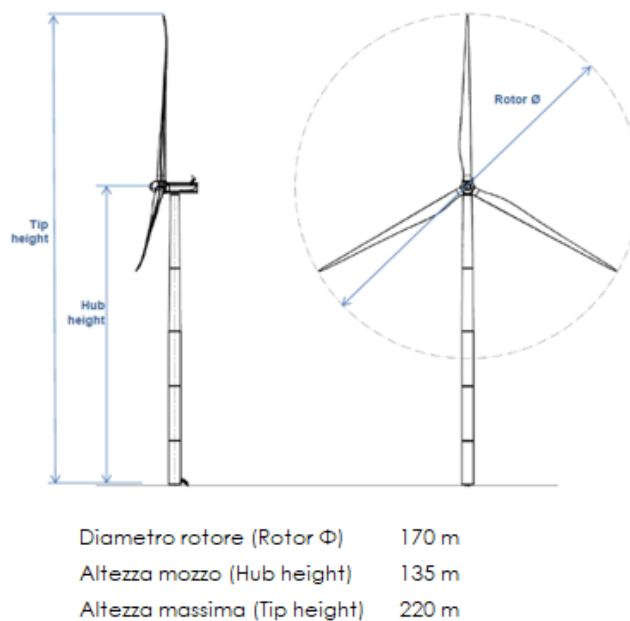 Rotor Ø
Tip
height
Hub
height
Diametro rotore (Rotor Φ) 170 m
Altezza mozzo (Hub height) 135 m
Altezza massima (Tip height) 220 m